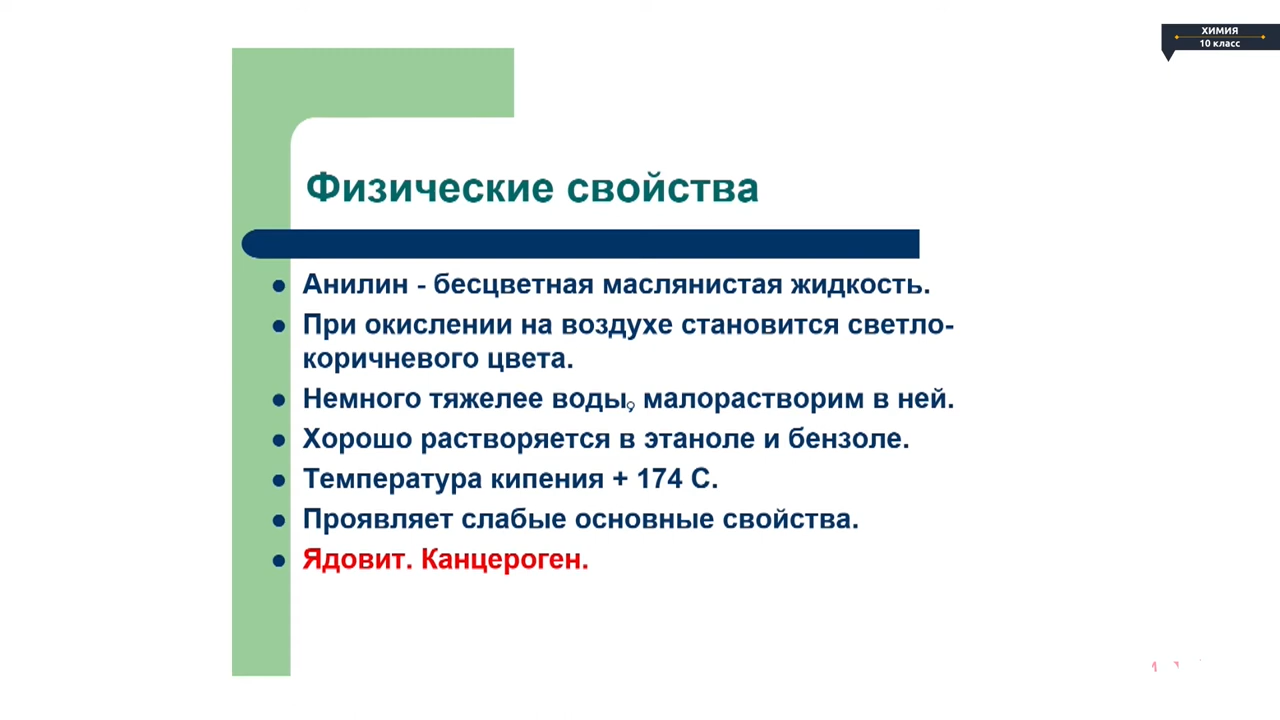 ХИМИЯ
10 класс
Физические свойства
Анилин - бесцветная маслянистая жидкость.
При окислении на воздухе становится светло-
коричневого цвета.
Немного тяжелее воды, малорастворим в ней.
Хорошо растворяется в этаноле и бензоле.
Температура кипения + 174 С.
Проявляет слабые основные свойства.
Ядовит. Канцероген.